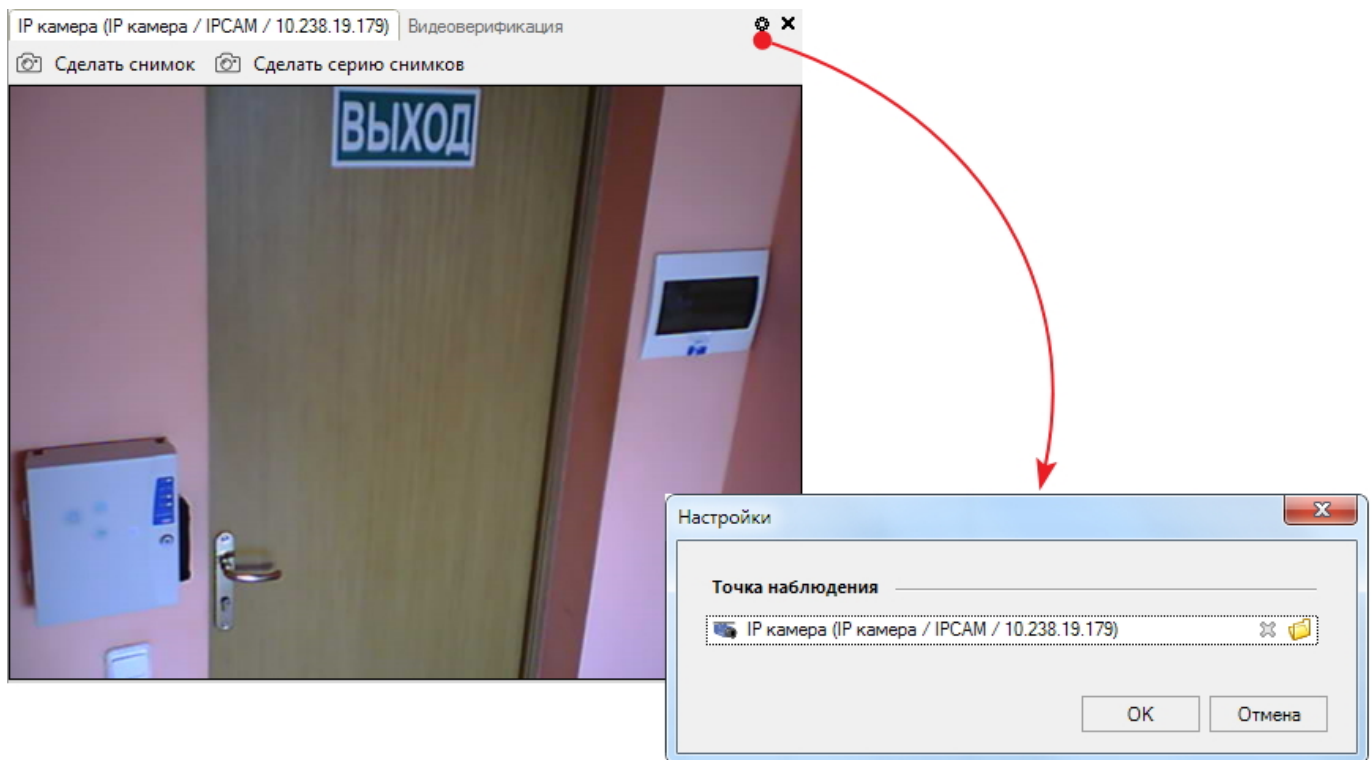 IP камера (IP камера / IPCAM / 10.238.19.179) Видеоверификация
Сделать снимок Сделать серию снимков
ВЫХОД
Настройки
Точка наблюдения
IP камера (IP камера / IPCAM / 10.238.19.179)
OK Отмена